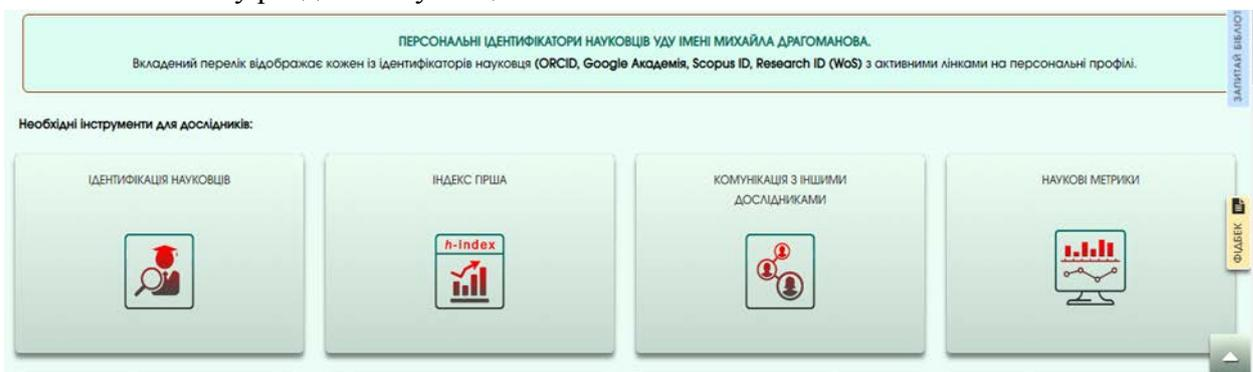 ПЕРСОНАЛЬНІ ІДЕНТИФІКАТОРИ НАУКОВЦІВ УДУ ІМЕНІ МИХАЙЛА ДРАГОМАНОВА.
Вкладений перелік відображає кожен із ідентифікаторів науковця (ORCID, Google Академія, Scopus ID, Research ID (WoS) з активними лінками на персональні профілі.
ЗАПИТАЙ БІБЛІОТ
Необхідні інструменти для дослідників:
ІДЕНТИФІКАЦІЯ НАУКОВЦІВ
ІНДЕКС ГІРША
h-index
КОМУНІКАЦІЯ З ІНШИМИ
ДОСЛІДНИКАМИ
НАУКОВІ МЕТРИКИ
ФІДБЕК